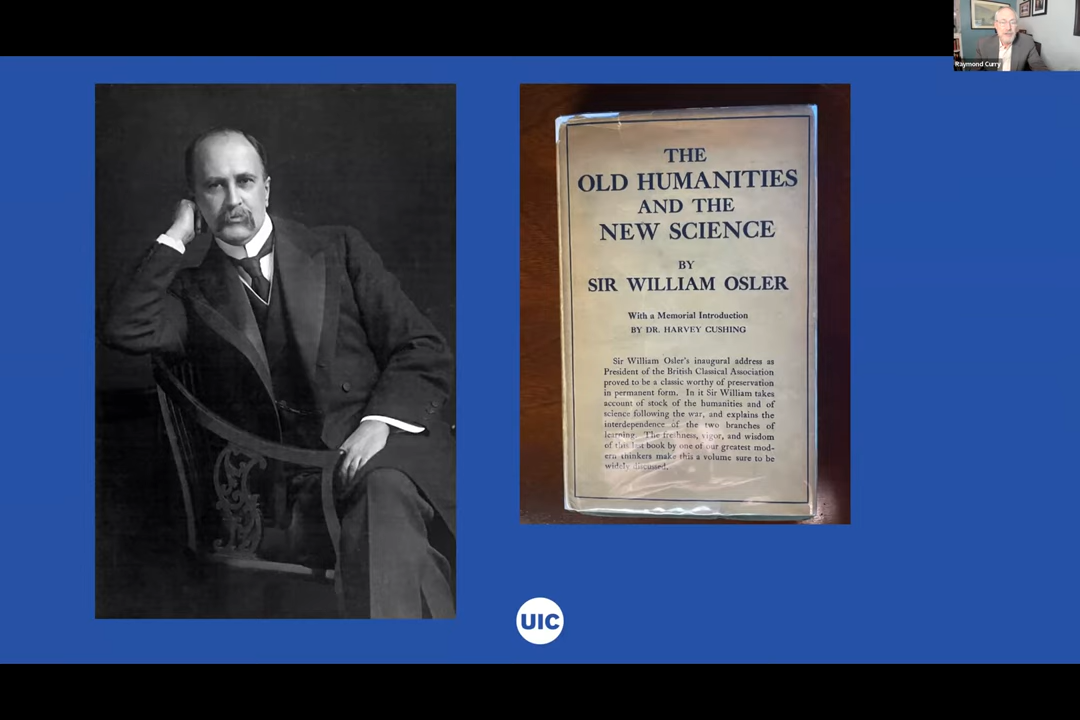 Raymond Curry
THE
OLD HUMANITIES
AND THE
NEW SCIENCE
BY
SIR WILLIAM OSLER
With a Memorial Introduction
BY DR. HARVEY CUSHING
Sir William Osler's inaugural address as
President of the British Classical Association
proved to be a classic worthy of preservation
in permanent form. In it Sir William takes
account of stock of the humanities and of
science following the war, and explains the
interdependence of the two branches of
learning. The freshness, vigor, and wisdom
of this last book by one of our greatest mod-
ern thinkers make this a volume sure to be
widely discussed.
UIC